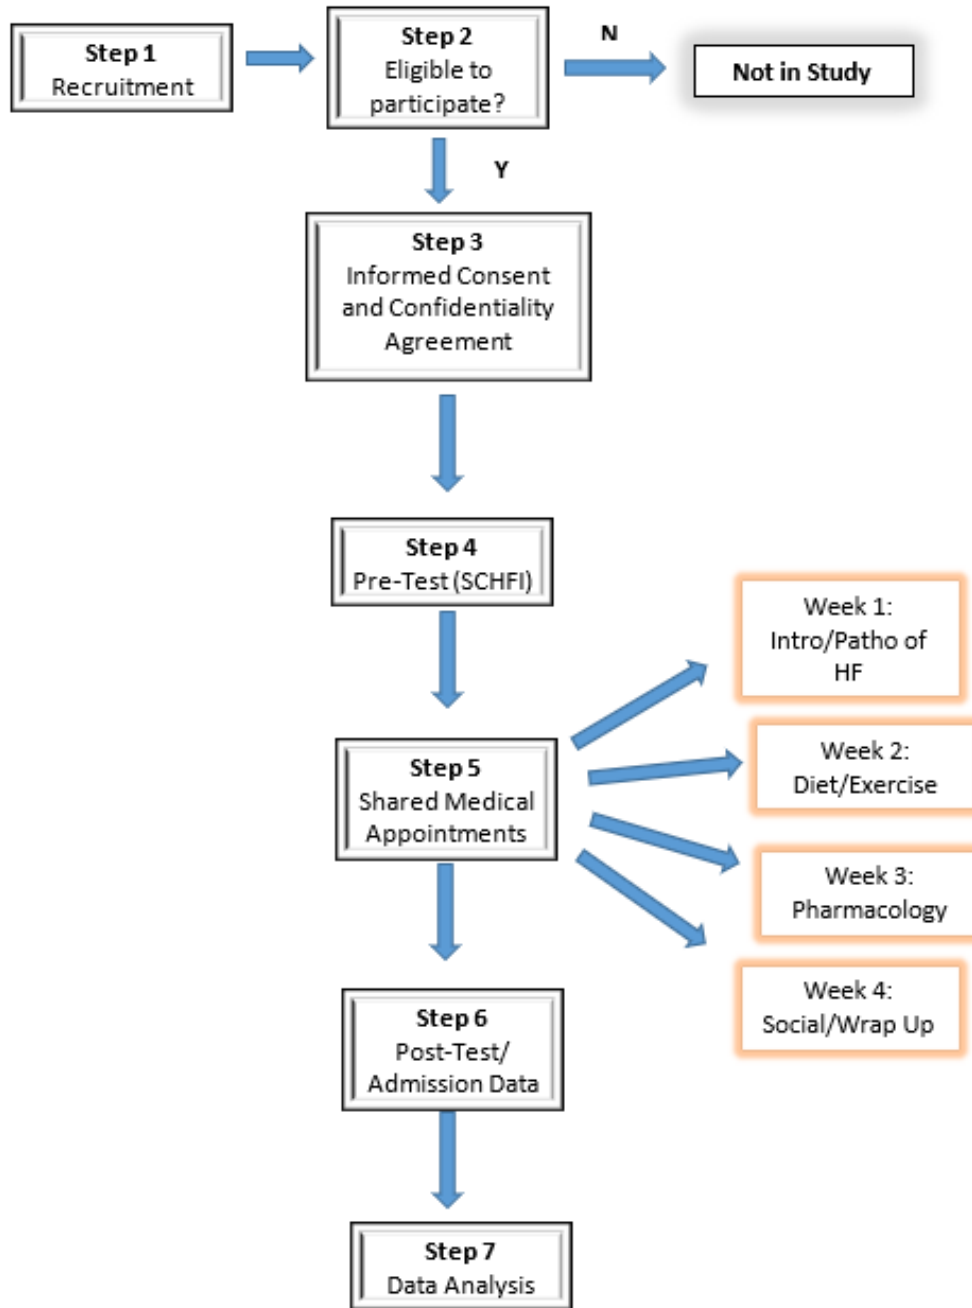 Step 1
Recruitment
Step 2
Eligible to
participate?
N
Not in Study
Y
Step 3
Informed Consent
and Confidentiality
Agreement
Step 4
Pre-Test (SCHFI)
Step 5
Shared Medical
Appointments
Week 1:
Intro/Patho of
HF
Week 2:
Diet/Exercise
Week 3:
Pharmacology
Week 4:
Social/Wrap Up
Step 6
Post-Test/
Admission Data
Step 7
Data Analysis